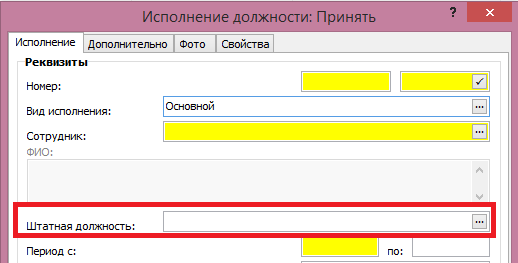 Исполнение должности: Принять
? ×
Исполнение Дополнительно Фото Свойства
Реквизиты
Номер:
Вид исполнения: Основной ...
Сотрудник: ...
ФИО:
Штатная должность: ...
Период с: по: